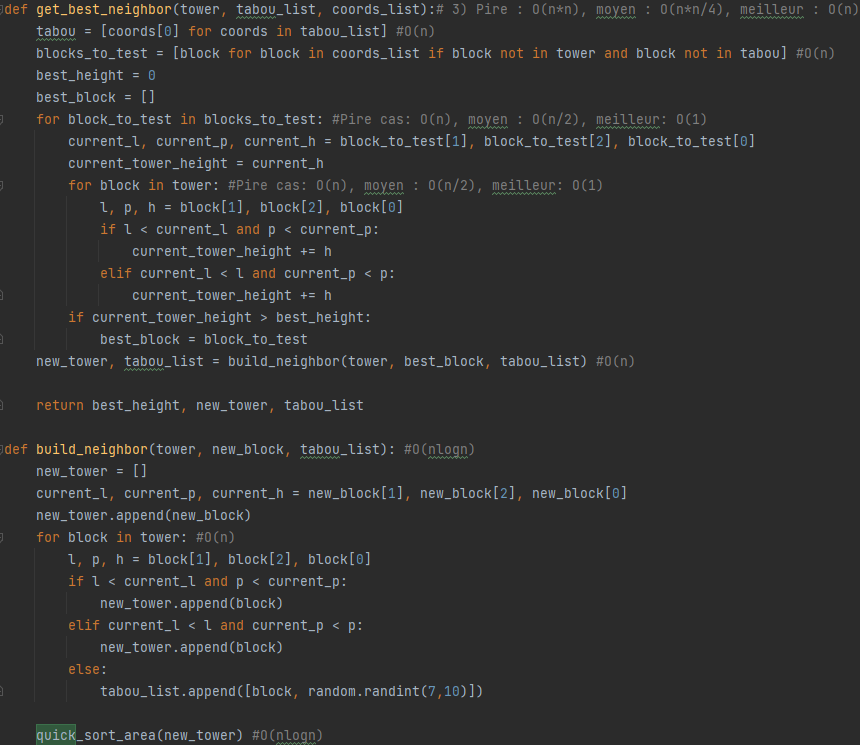 def get_best_neighbor(tower, tabou_list, coords_list):# 3) Pire : O(n*n), moyen : O(n*n/4), meilleur : O(n)
    tabou = [coords[0] for coords in tabou_list] #O(n)
    blocks_to_test = [block for block in coords_list if block not in tower and block not in tabou] #O(n)
    best_height = 0
    best_block = []
    for block_to_test in blocks_to_test: #Pire cas: O(n), moyen : O(n/2), meilleur: O(1)
        current_l, current_p, current_h = block_to_test[1], block_to_test[2], block_to_test[0]
        current_tower_height = current_h
        for block in tower: #Pire cas: O(n), moyen : O(n/2), meilleur: O(1)
            l, p, h = block[1], block[2], block[0]
            if l < current_l and p < current_p:
                current_tower_height += h
            elif current_l < l and current_p < p:
                current_tower_height += h
        if current_tower_height > best_height:
            best_block = block_to_test
    new_tower, tabou_list = build_neighbor(tower, best_block, tabou_list) #O(n)
    return best_height, new_tower, tabou_list
def build_neighbor(tower, new_block, tabou_list): #O(nlogn)
    new_tower = []
    current_l, current_p, current_h = new_block[1], new_block[2], new_block[0]
    new_tower.append(new_block)
    for block in tower: #O(n)
        l, p, h = block[1], block[2], block[0]
        if l < current_l and p < current_p:
            new_tower.append(block)
        elif current_l < l and current_p < p:
            new_tower.append(block)
        else:
            tabou_list.append([block, random.randint(7,10)])
    quick_sort_area(new_tower) #O(nlogn)